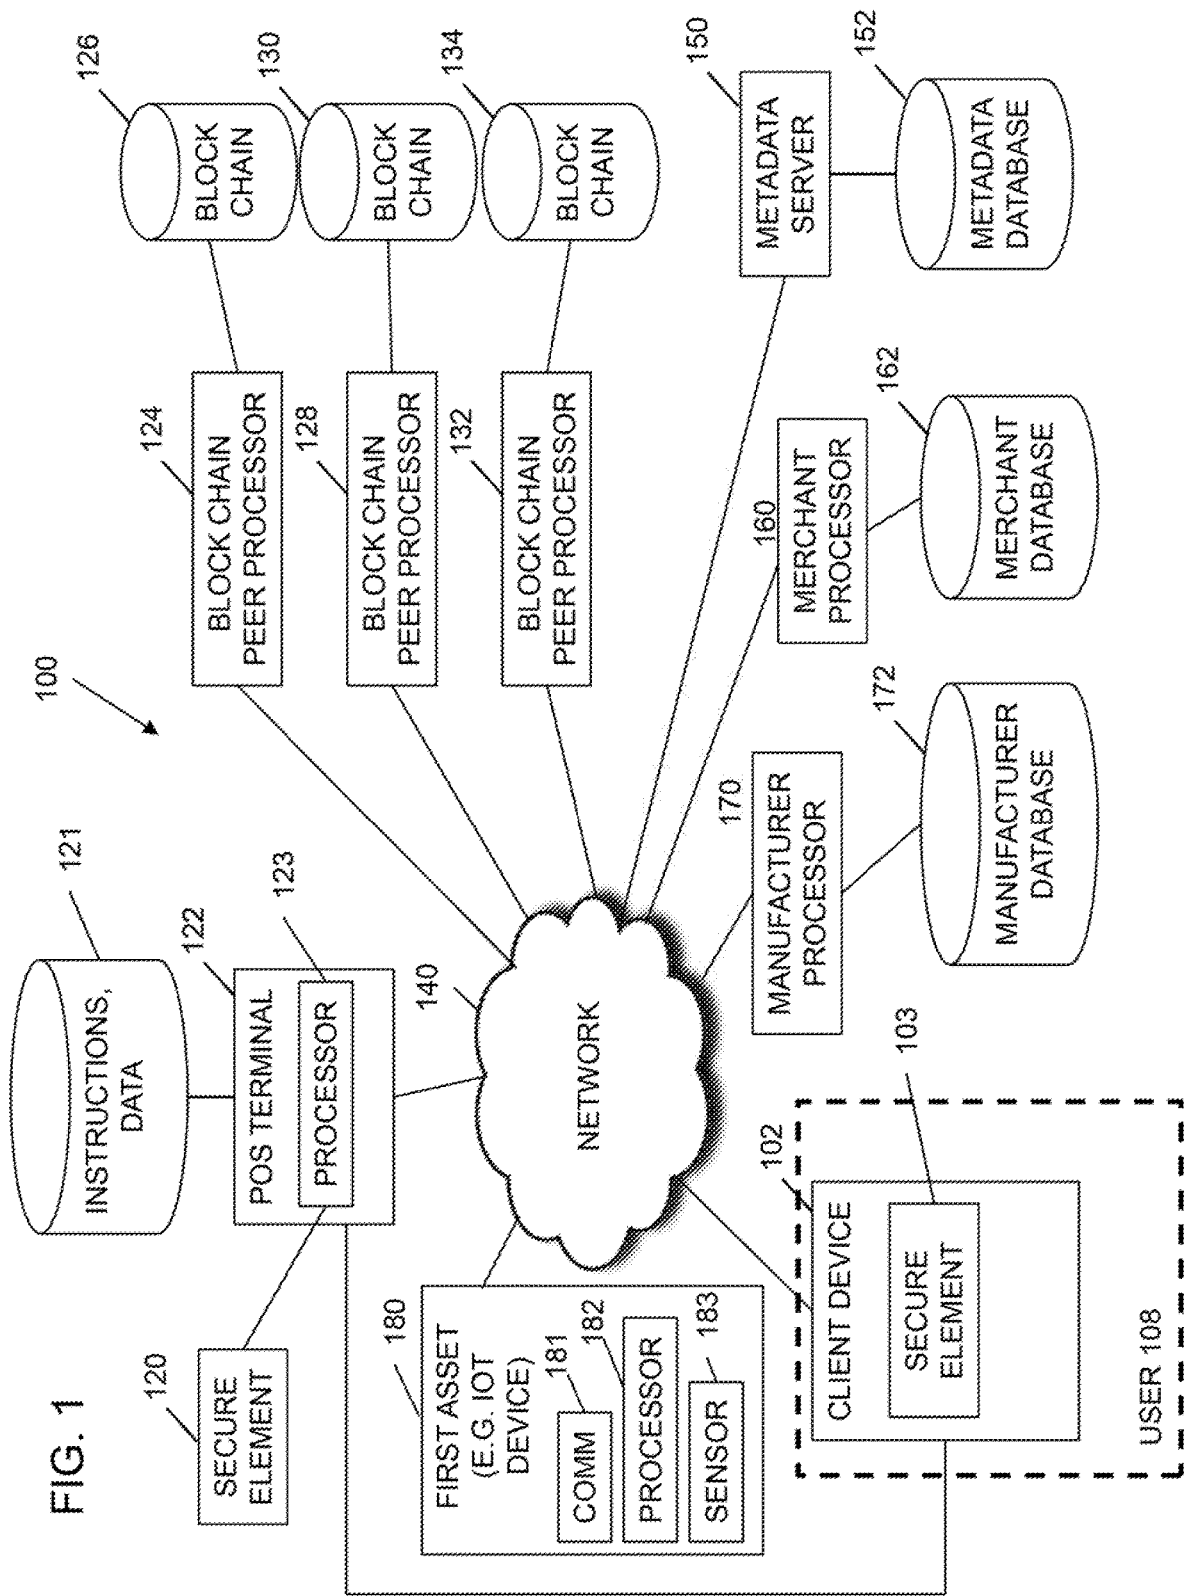 FIG. 1
100
INSTRUCTIONS,
DATA
121
POS TERMINAL
122
PROCESSOR
123
SECURE
ELEMENT
120
BLOCK CHAIN
PEER PROCESSOR
124
BLOCK
CHAIN
126
BLOCK CHAIN
PEER PROCESSOR
128
BLOCK
CHAIN
130
BLOCK CHAIN
PEER PROCESSOR
132
BLOCK
CHAIN
134
NETWORK
140
FIRST ASSET
(E.G. IOT
DEVICE)
180
COMM
181
PROCESSOR
182
SENSOR
183
METADATA
SERVER
150
METADATA
DATABASE
152
MERCHANT
PROCESSOR
160
MERCHANT
DATABASE
162
MANUFACTURER
PROCESSOR
170
MANUFACTURER
DATABASE
172
CLIENT DEVICE
102
SECURE
ELEMENT
103
USER 108